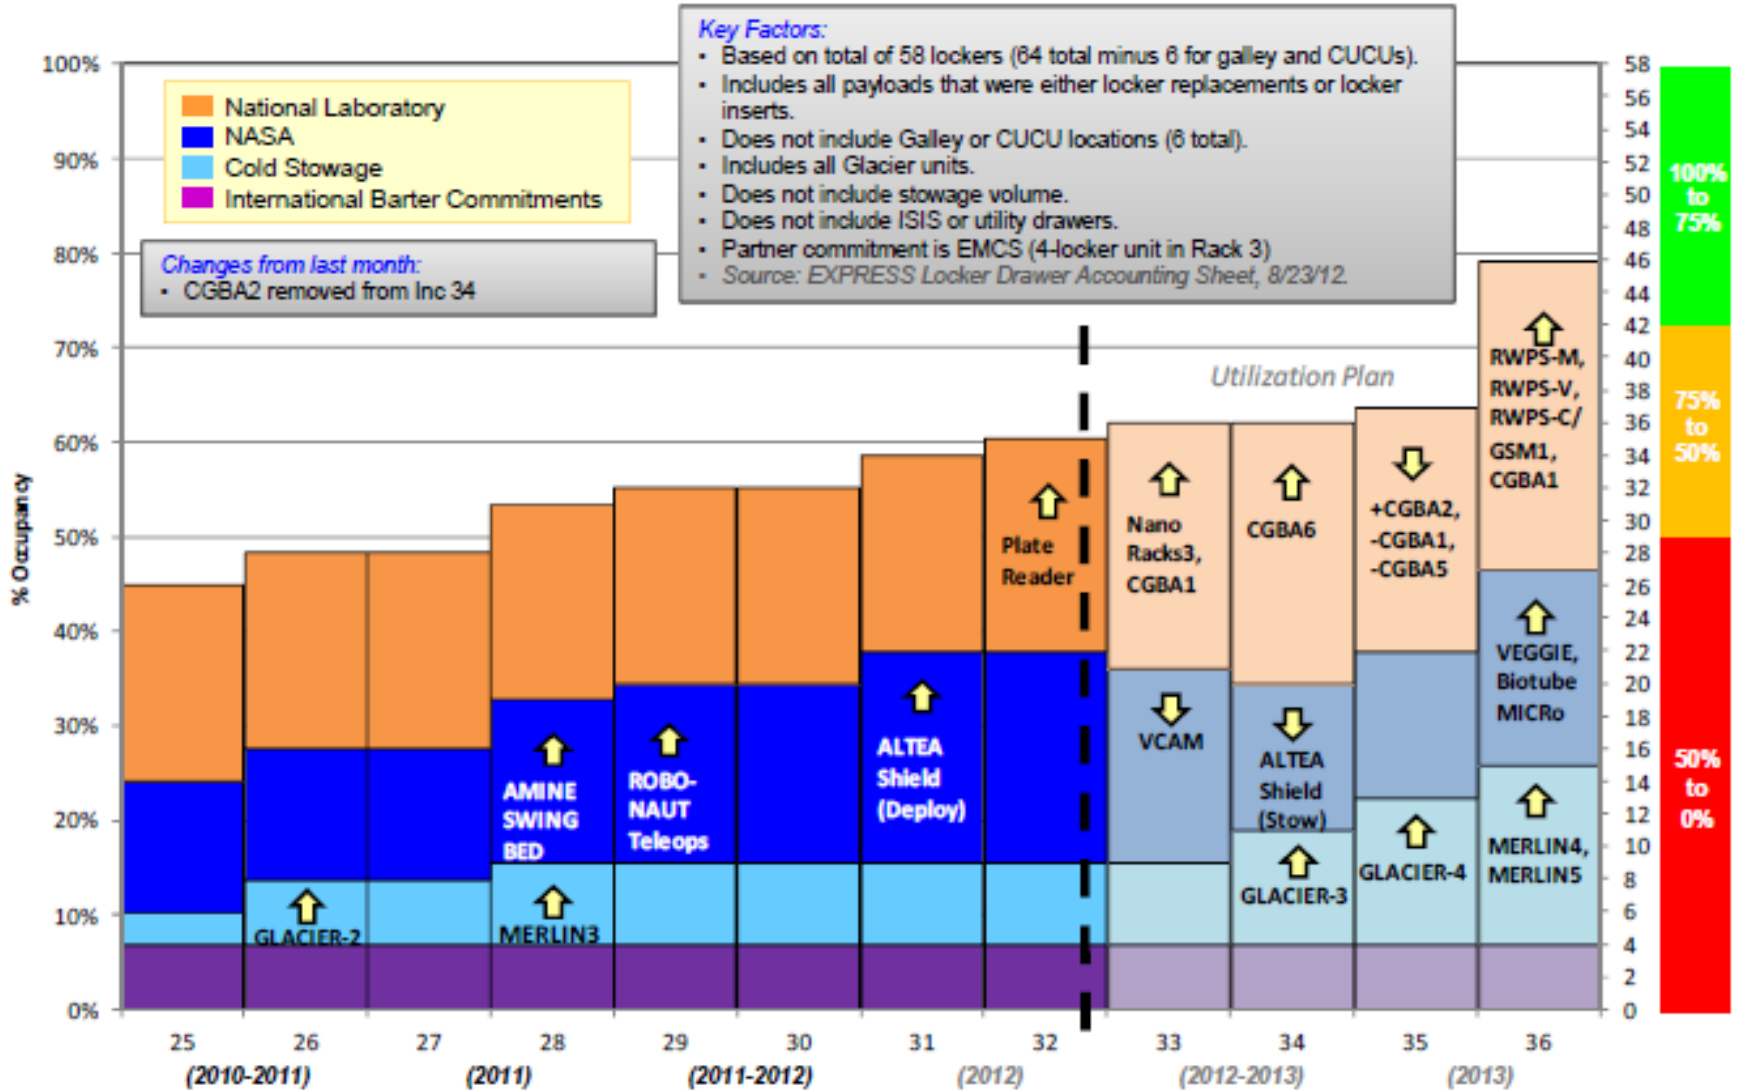 Key Factors:
• Based on total of 58 lockers (64 total minus 6 for galley and CUCUs).
• Includes all payloads that were either locker replacements or locker
inserts.
• Does not include Galley or CUCU locations (6 total).
• Includes all Glacier units.
• Does not include stowage volume.
• Does not include ISIS or utility drawers.
• Partner commitment is EMCS (4-locker unit in Rack 3)
• Source: EXPRESS Locker Drawer Accounting Sheet, 8/23/12.
National Laboratory
NASA
Cold Stowage
International Barter Commitments
Changes from last month:
• CGBA2 removed from Inc 34
% Occupancy
100%
90%
80%
70%
60%
50%
40%
30%
20%
10%
0%
Utilization Plan
GLACIER-2
AMINE
SWING
BED
MERLIN3
ROBO-
NAUT
Teleops
ALTEA
Shield
(Deploy)
Plate
Reader
Nano
Racks3,
CGBA1
VCAM
CGBA6
ALTEA
Shield
(Stow)
GLACIER-3
+CGBA2,
-CGBA1,
-CGBA5
GLACIER-4
RWPS-M,
RWPS-V,
RWPS-C/
GSM1,
CGBA1
VEGGIE,
Biotube
MICRo
MERLIN4,
MERLIN5
58
56
54
52
50
48
46
44
42
40
38
36
34
32
30
28
26
24
22
20
18
16
14
12
10
8
6
4
2
0
100%
to
75%
75%
to
50%
50%
to
0%
25 26 27 28 29 30 31 32 33 34 35 36
(2010-2011) (2011) (2011-2012) (2012) (2012-2013) (2013)